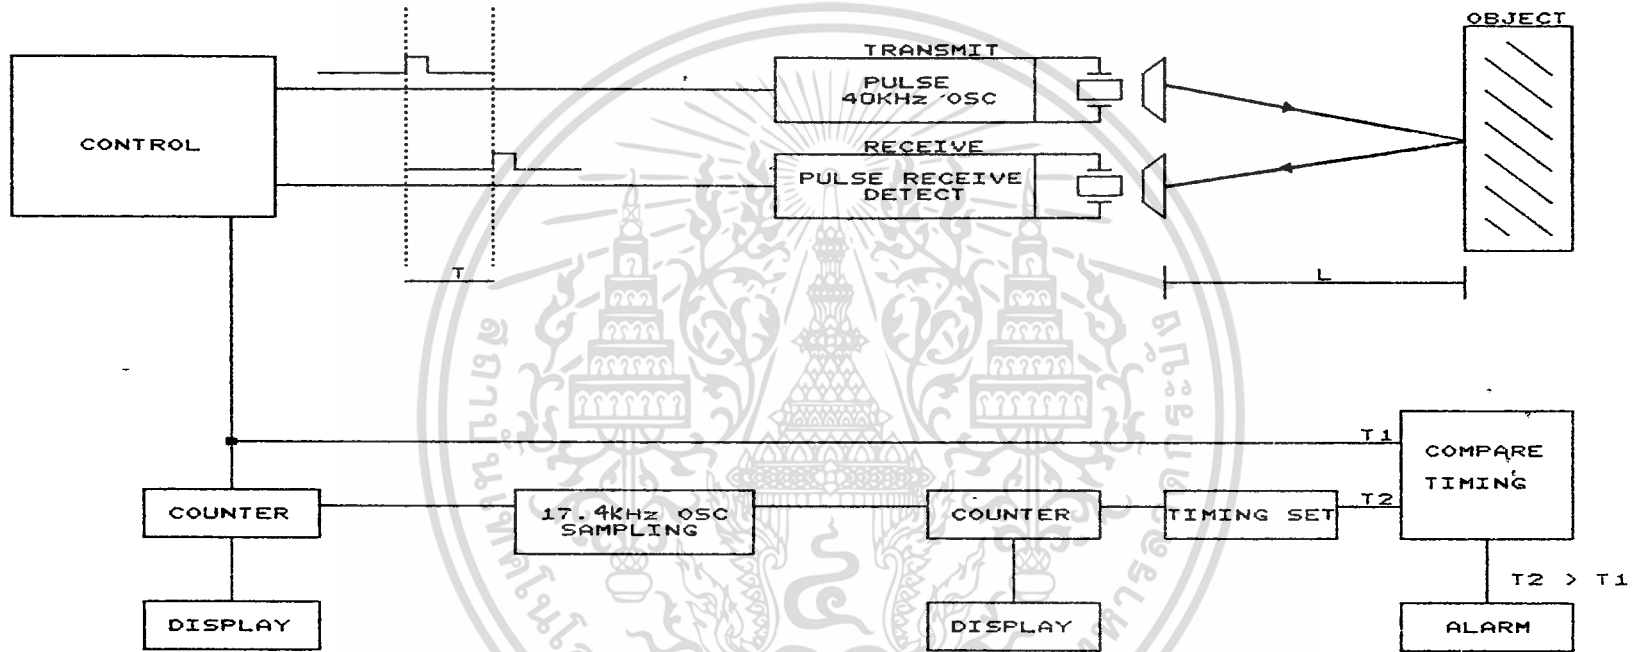 OBJECT
TRANSMIT
PULSE
40KHz OSC
CONTROL
RECEIVE
PULSE RECEIVE
DETECT
T
L
T1
COMPARE
TIMING
T2
COUNTER
17.4KHz OSC
SAMPLING
COUNTER
TIMING SET
T2 > T1
DISPLAY
DISPLAY
ALARM